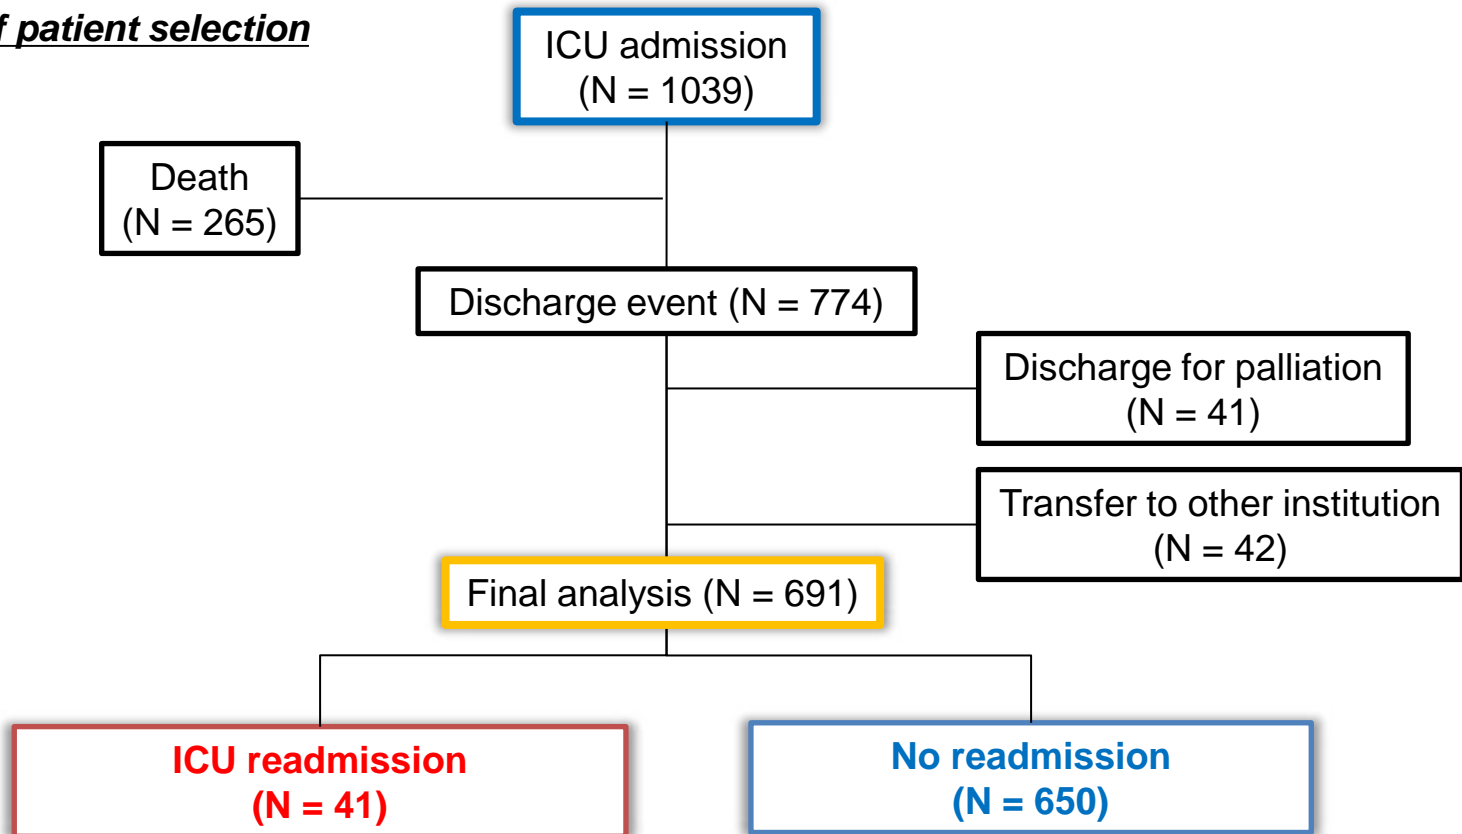 patient selection
ICU admission
(N = 1039)
Death
(N = 265)
Discharge event (N = 774)
Discharge for palliation
(N = 41)
Transfer to other institution
(N = 42)
Final analysis (N = 691)
ICU readmission
(N = 41)
No readmission
(N = 650)